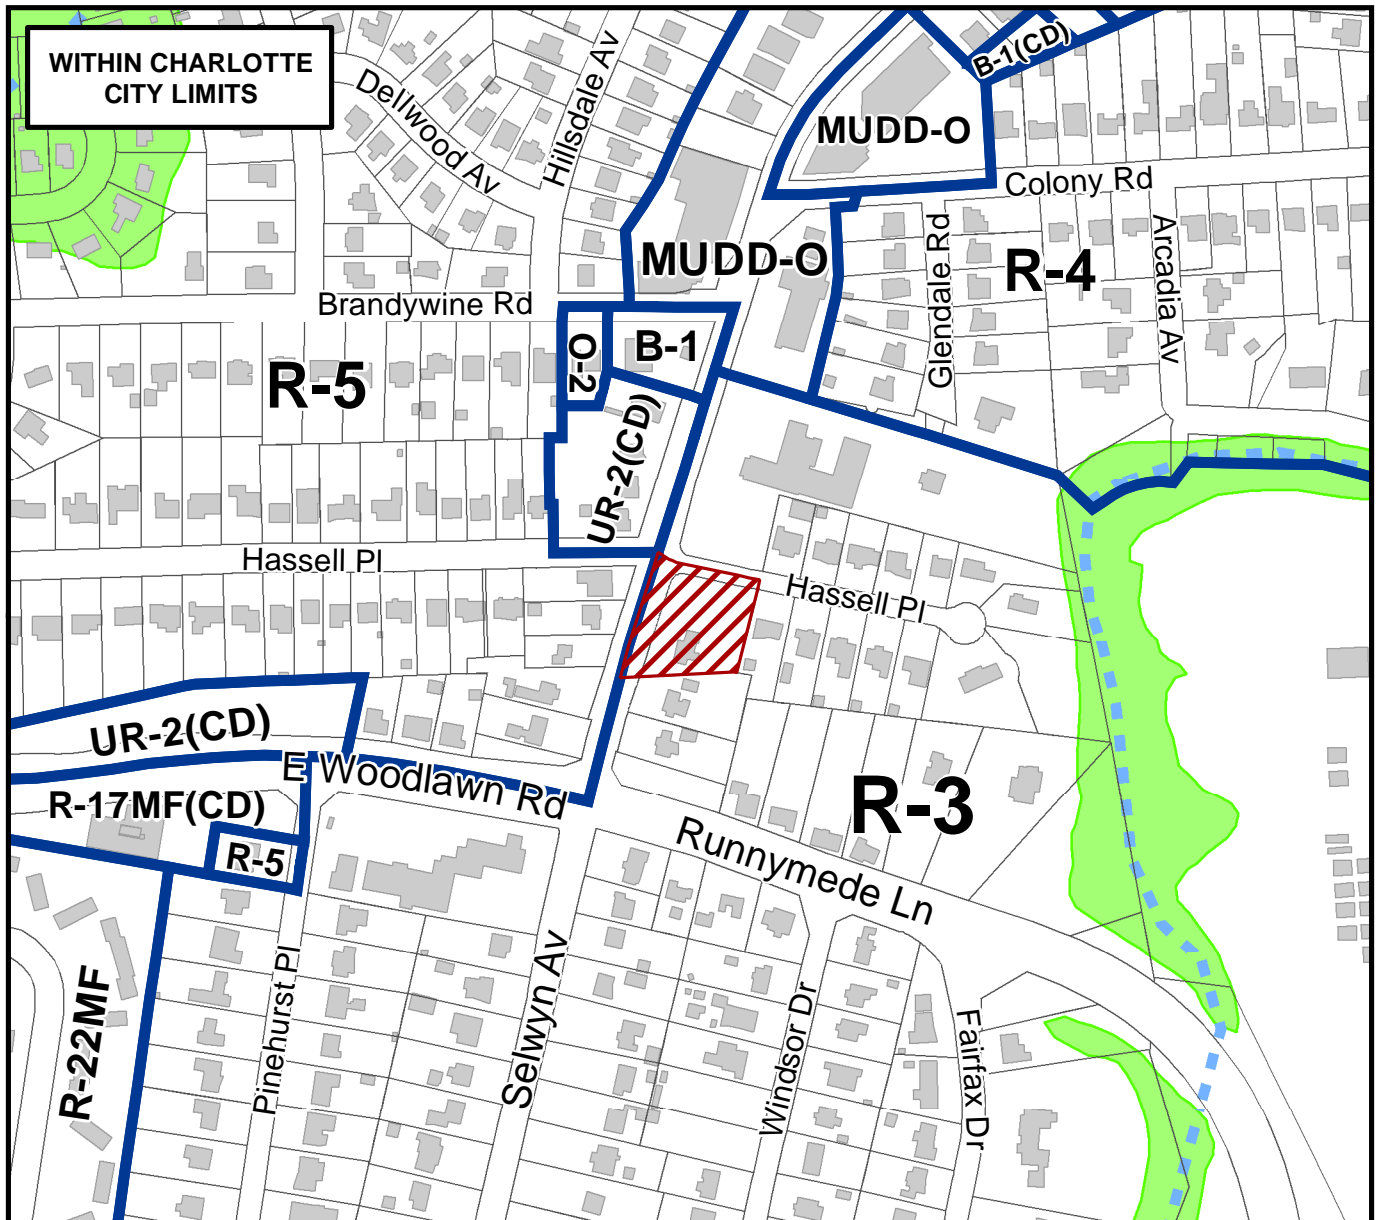 WITHIN CHARLOTTE
CITY LIMITS
Dellwood Av
Hillsdale Av
B-1(CD)
MUDD-O
Colony Rd
MUDD-O
Glendale Rd
R-4
Arcadia Av
Brandywine Rd
O-2
B-1
R-5
UR-2(CD)
Hassell Pl
Hassell Pl
UR-2(CD)
E Woodlawn Rd
R-17MF(CD)
R-5
R-3
Runnymede Ln
R-22MF
Pinehurst Pl
Selwyn Av
Windsor Dr
Fairfax Dr